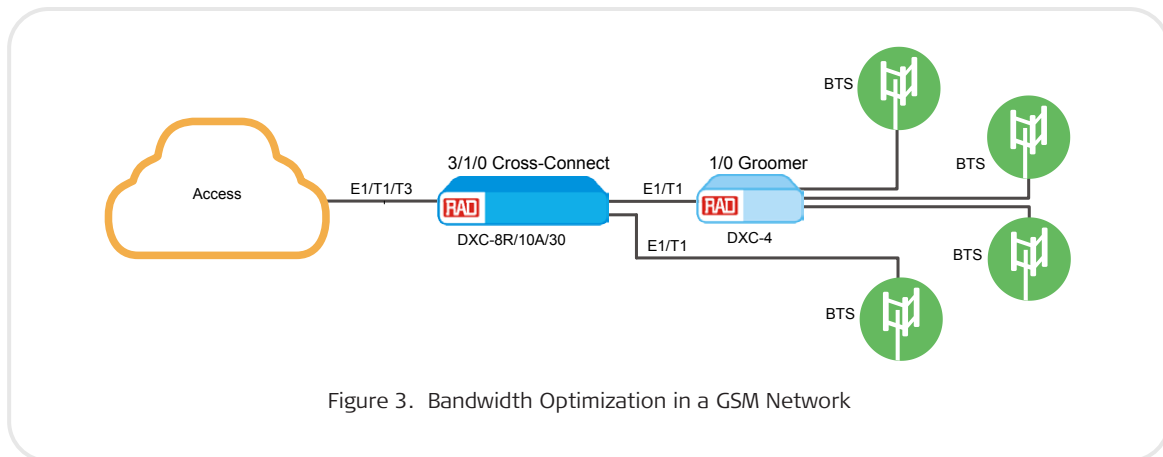 BTS
BTS
3/1/0 Cross-Connect
1/0 Groomer
Access
E1/T1/T3
E1/T1
RAD
RAD
DXC-8R/10A/30
DXC-4
E1/T1
BTS
BTS
Figure 3. Bandwidth Optimization in a GSM Network